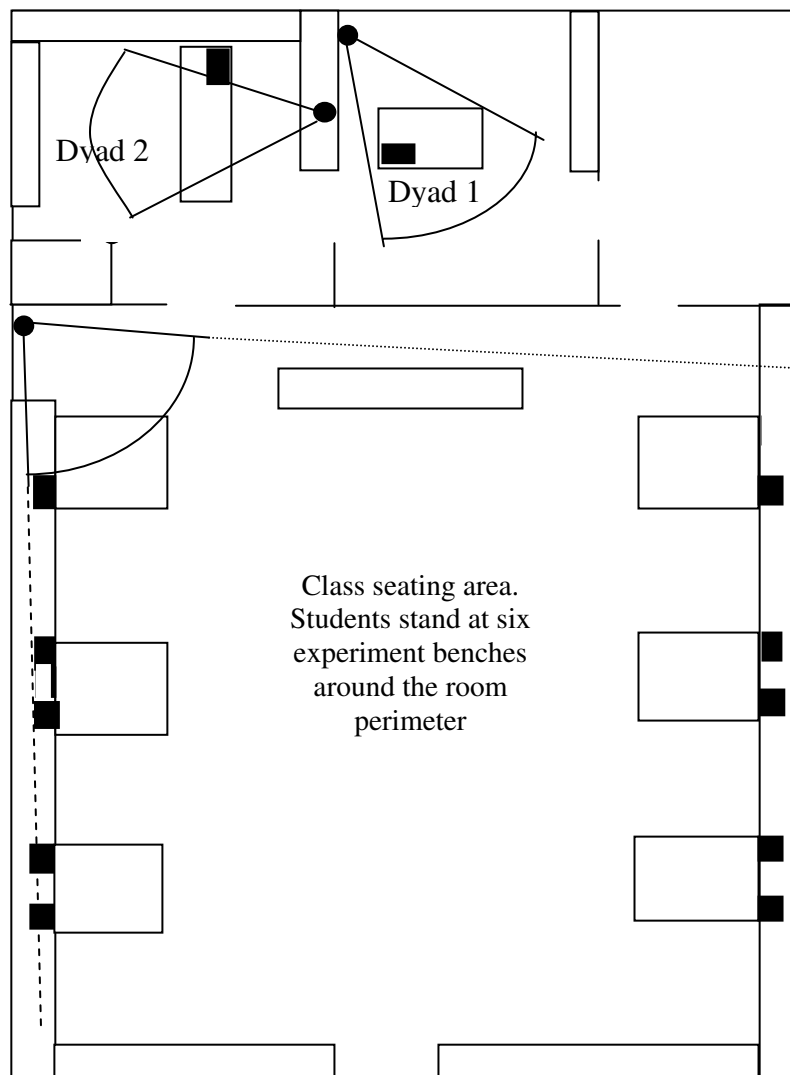 Dyad 2
Dyad 1
Class seating area.
Students stand at six
experiment benches
around the room
perimeter